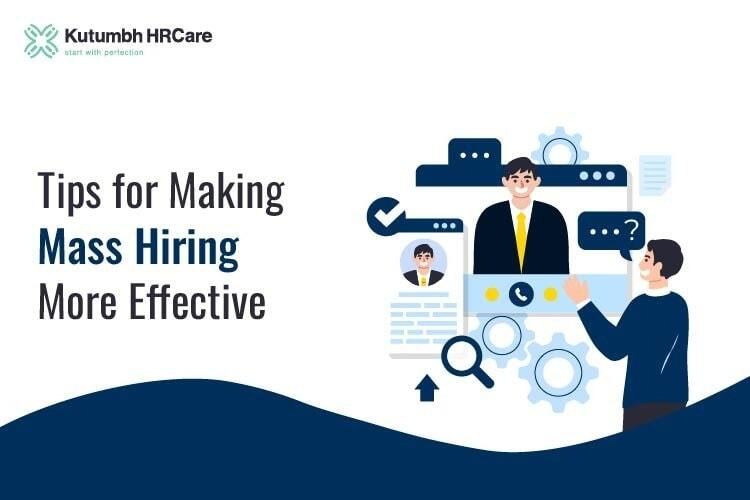 Kutumbh HRCare
start with perfection
Tips for Making
Mass Hiring
More Effective
...
...?